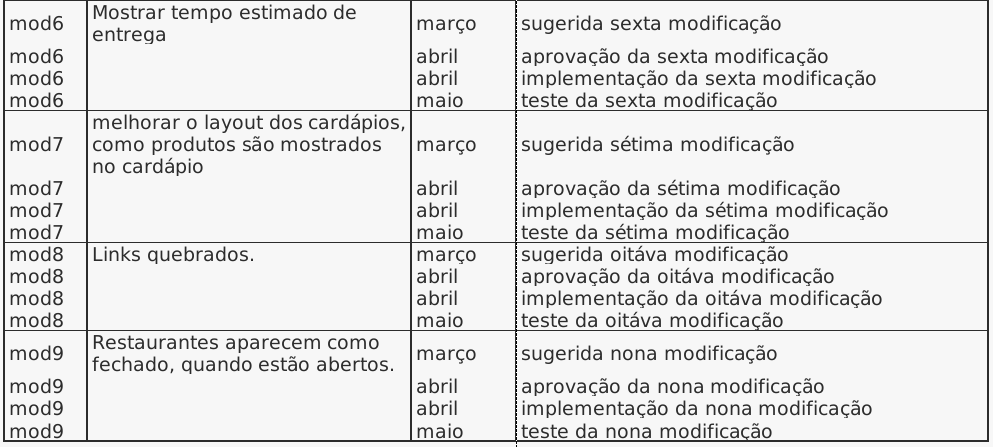 mod6 Mostrar tempo estimado de entrega março sugerida sexta modificação
mod6 abril aprovação da sexta modificação
mod6 abril implementação da sexta modificação
mod6 maio teste da sexta modificação
mod7 melhorar o layout dos cardápios, como produtos são mostrados no cardápio março sugerida sétima modificação
mod7 abril aprovação da sétima modificação
mod7 abril implementação da sétima modificação
mod7 maio teste da sétima modificação
mod8 Links quebrados. março sugerida oitáva modificação
mod8 abril aprovação da oitáva modificação
mod8 abril implementação da oitáva modificação
mod8 maio teste da oitáva modificação
mod9 Restaurantes aparecem como fechado, quando estão abertos. março sugerida nona modificação
mod9 abril aprovação da nona modificação
mod9 abril implementação da nona modificação
mod9 maio teste da nona modificação